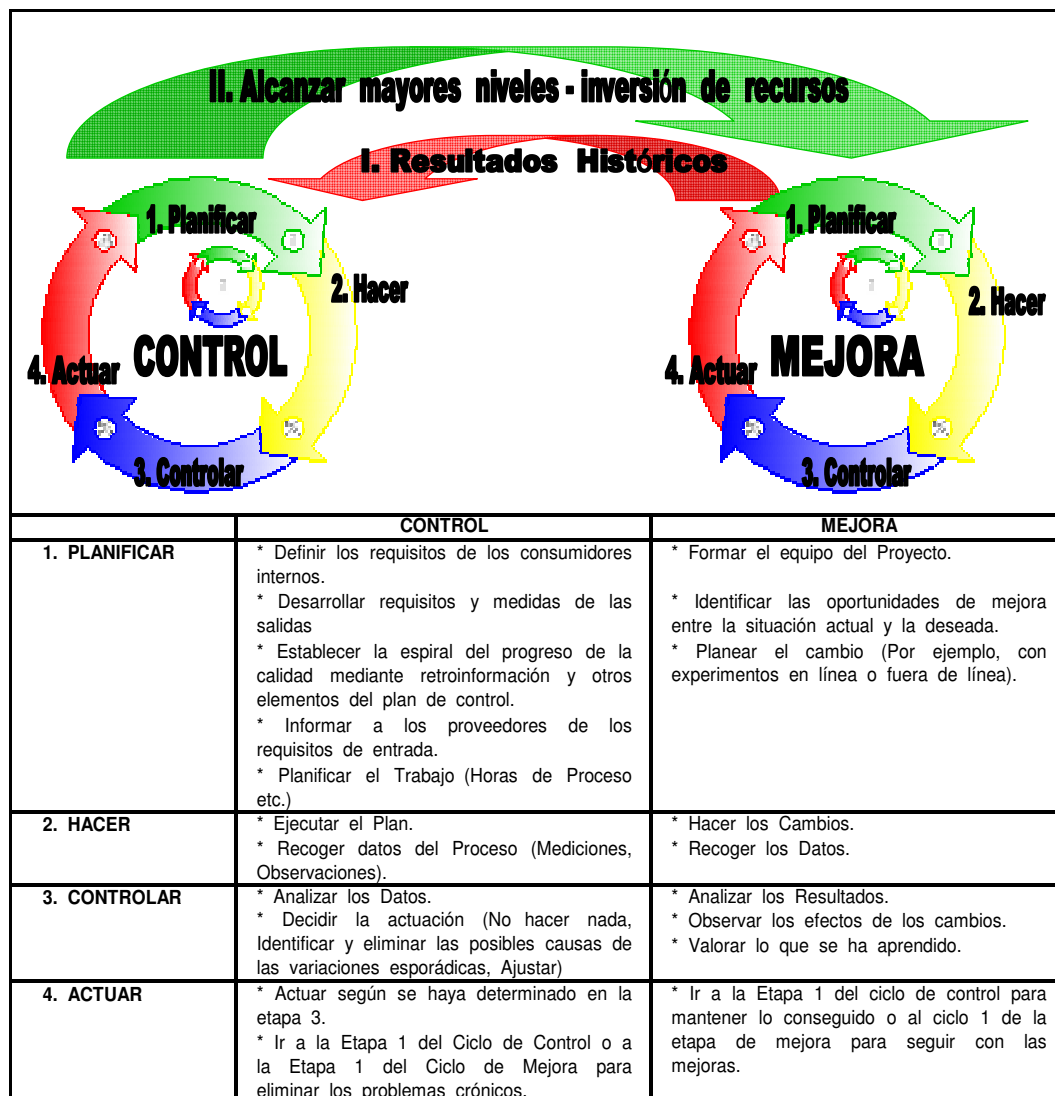 II. Alcanzar mayores niveles - inversión de recursos
I. Resultados Históricos
1. Planificar
2. Hacer
CONTROL
4. Actuar
3. Controlar
1. Planificar
2. Hacer
MEJORA
4. Actuar
3. Controlar
CONTROL
MEJORA
1. PLANIFICAR
* Definir los requisitos de los consumidores
internos.
* Desarrollar requisitos y medidas de las
salidas
* Establecer la espiral del progreso de la
calidad mediante retroinformación y otros
elementos del plan de control.
* Informar a los proveedores de los
requisitos de entrada.
* Planificar el Trabajo (Horas de Proceso
etc.)
* Formar el equipo del Proyecto.
* Identificar las oportunidades de mejora
entre la situación actual y la deseada.
* Planear el cambio (Por ejemplo, con
experimentos en línea o fuera de línea).
2. HACER
* Ejecutar el Plan.
* Recoger datos del Proceso (Mediciones,
Observaciones).
* Hacer los Cambios.
* Recoger los Datos.
3. CONTROLAR
* Analizar los Datos.
* Decidir la actuación (No hacer nada,
Identificar y eliminar las posibles causas de
las variaciones esporádicas, Ajustar)
* Analizar los Resultados.
* Observar los efectos de los cambios.
* Valorar lo que se ha aprendido.
4. ACTUAR
* Actuar según se haya determinado en la
etapa 3.
* Ir a la Etapa 1 del Ciclo de Control o a
la Etapa 1 del Ciclo de Mejora para
eliminar los problemas crónicos.
* Ir a la Etapa 1 del ciclo de control para
mantener lo conseguido o al ciclo 1 de la
etapa de mejora para seguir con las
mejoras.